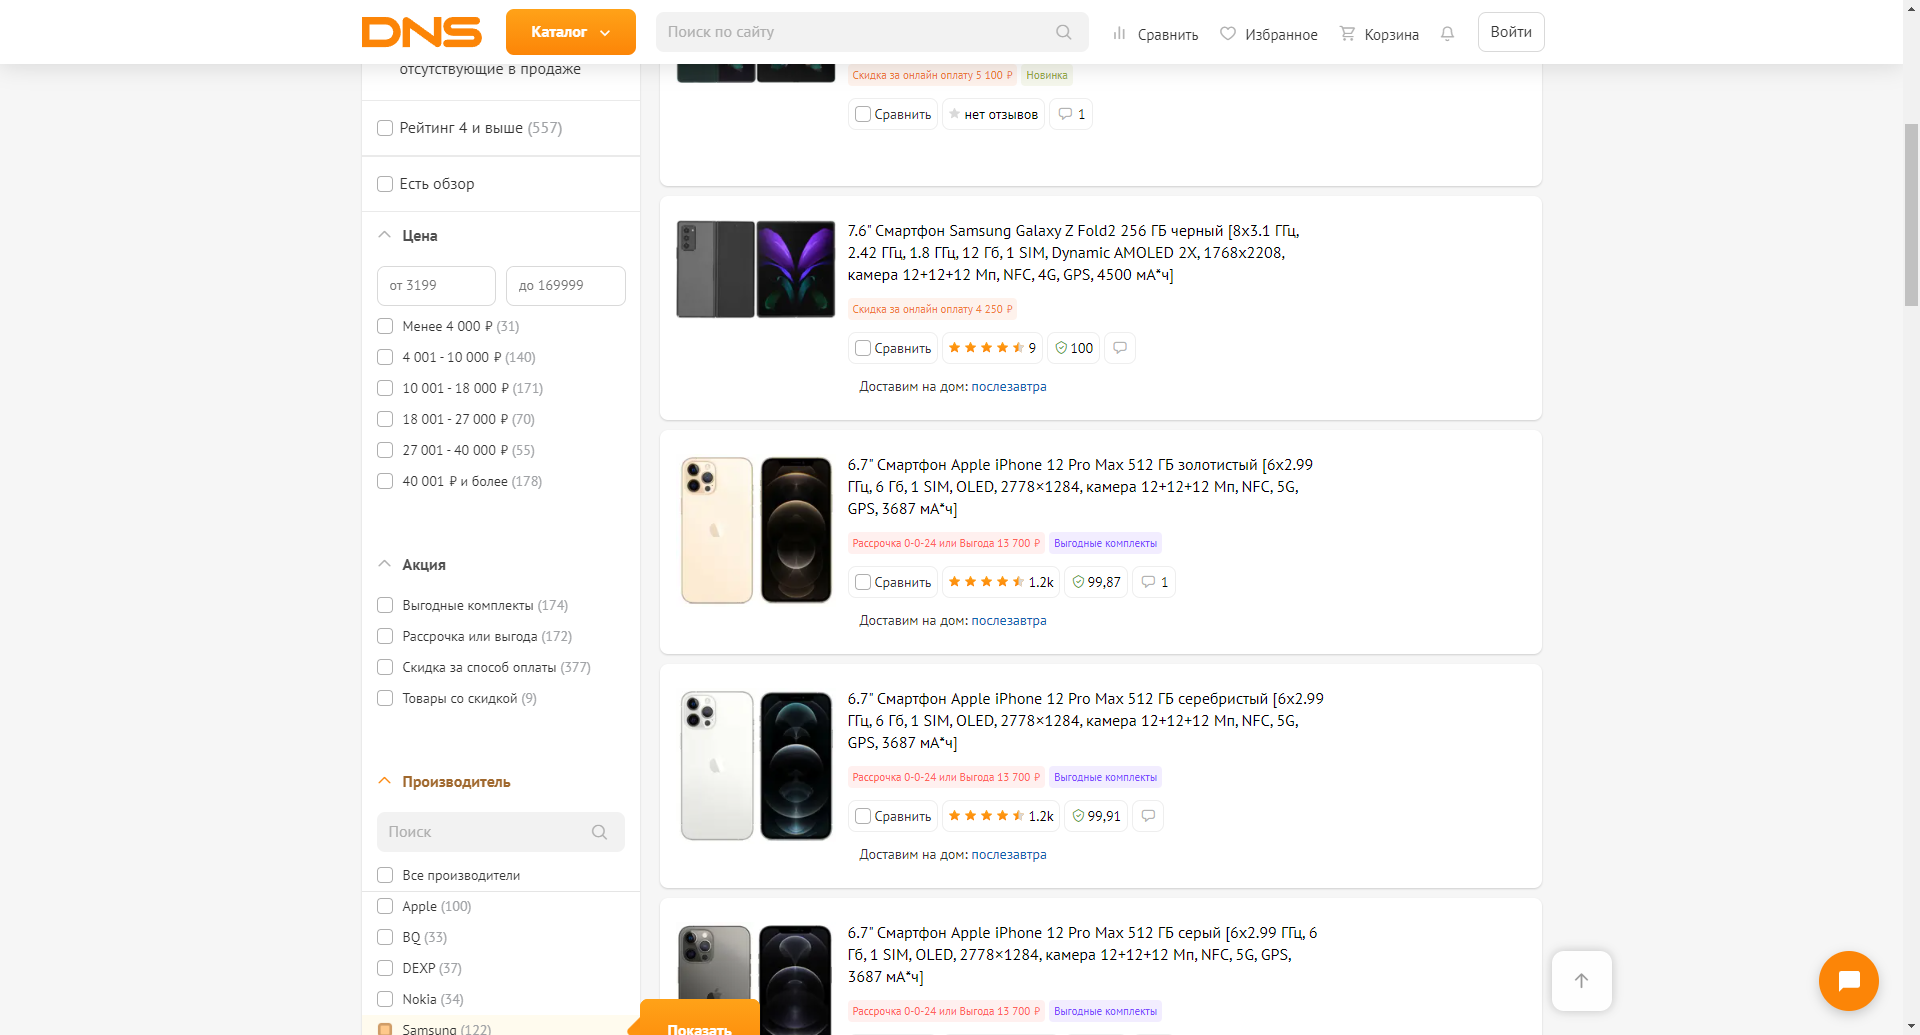 DNS
Каталог
Поиск по сайту
Сравнить
Избранное
Корзина
Войти
отсутствующие в продаже
Рейтинг 4 и выше (557)
Есть обзор
Цена
от 3199
до 169999
Менее 4 000 ₽ (31)
4 001 - 10 000 ₽ (140)
10 001 - 18 000 ₽ (171)
18 001 - 27 000 ₽ (70)
27 001 - 40 000 ₽ (55)
40 001 ₽ и более (178)
Акция
Выгодные комплекты (174)
Рассрочка или выгода (172)
Скидка за способ оплаты (377)
Товары со скидкой (9)
Производитель
Поиск
Все производители
Apple (100)
BQ (33)
DEXP (37)
Nokia (34)
Samsung (122)
Показать
Скидка за онлайн оплату 5 100 ₽
Новинка
Сравнить
нет отзывов
1
7.6" Смартфон Samsung Galaxy Z Fold2 256 ГБ черный [8x3.1 ГГц,
2.42 ГГц, 1.8 ГГц, 12 Гб, 1 SIM, Dynamic AMOLED 2X, 1768x2208,
камера 12+12+12 Мп, NFC, 4G, GPS, 4500 мА*ч]
Скидка за онлайн оплату 4 250 ₽
Сравнить
9
100
Доставим на дом: послезавтра
6.7" Смартфон Apple iPhone 12 Pro Max 512 ГБ золотистый [6x2.99
ГГц, 6 Гб, 1 SIM, OLED, 2778×1284, камера 12+12+12 Мп, NFC, 5G,
GPS, 3687 мА*ч]
Рассрочка 0-0-24 или Выгода 13 700 ₽
Выгодные комплекты
Сравнить
1.2k
99,87
1
Доставим на дом: послезавтра
6.7" Смартфон Apple iPhone 12 Pro Max 512 ГБ серебристый [6x2.99
ГГц, 6 Гб, 1 SIM, OLED, 2778×1284, камера 12+12+12 Мп, NFC, 5G,
GPS, 3687 мА*ч]
Рассрочка 0-0-24 или Выгода 13 700 ₽
Выгодные комплекты
Сравнить
1.2k
99,91
Доставим на дом: послезавтра
6.7" Смартфон Apple iPhone 12 Pro Max 512 ГБ серый [6x2.99 ГГц, 6
Гб, 1 SIM, OLED, 2778×1284, камера 12+12+12 Мп, NFC, 5G, GPS,
3687 мА*ч]
Рассрочка 0-0-24 или Выгода 13 700 ₽
Выгодные комплекты